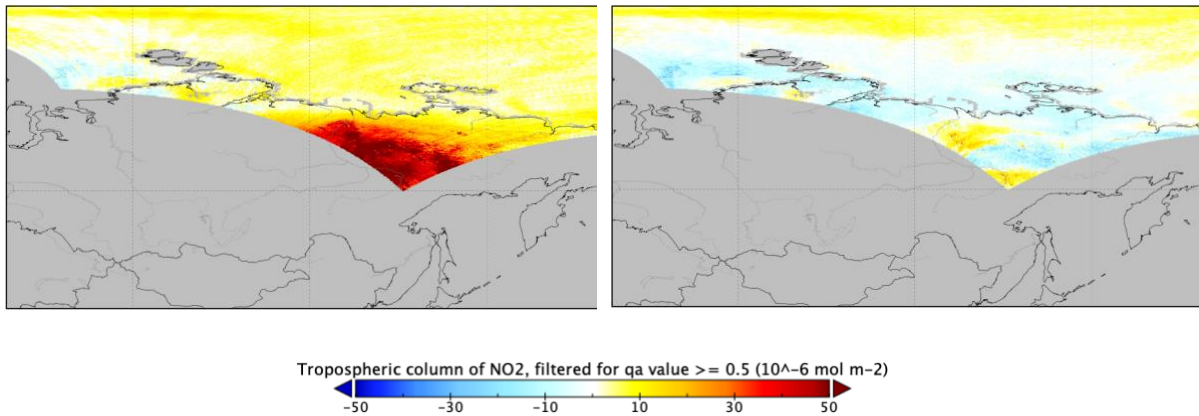 Tropospheric column of NO2, filtered for qa value >= 0.5 (10^-6 mol m-2)
-50 -30 -10 10 30 50